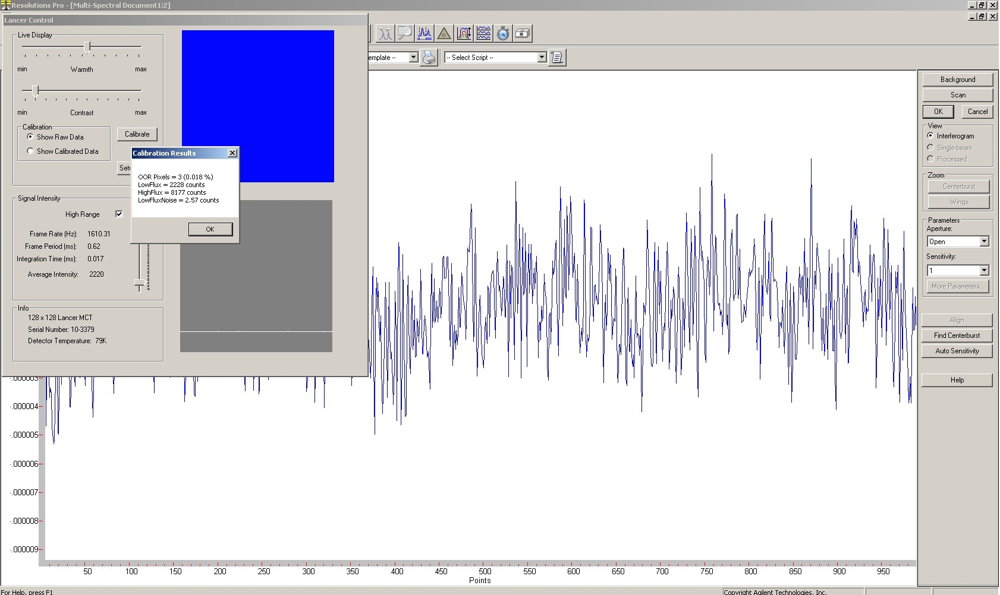 Resolutions Pro - [Multi-Spectral Document1:2]
Lancer Control
Live Display
min Warmth max
min Contrast max
Calibration
Show Raw Data
Show Calibrated Data
Calibrate
Calibration Results
OOR Pixels = 3 (0.018 %)
LowFlux = 2228 counts
HighFlux = 8177 counts
LowFluxNoise = 2.57 counts
OK
Signal Intensity
High Range
Frame Rate (Hz): 1610.31
Frame Period (ms): 0.62
Integration Time (ms): 0.017
Average Intensity: 2220
Info
128 x 128 Lancer MCT
Serial Number: 10-3379
Detector Temperature: 79K
-- Select Script --
Background
Scan
OK Cancel
View
Interferogram
Single-beam
Processed
Zoom
Centerburst
Wings
Parameters
Aperture:
Open
Sensitivity:
1
More Parameters...
Align
Find Centerburst
Auto Sensitivity
Help
-.000003
-.000004
-.000005
-.000006
-.000007
-.000008
-.000009
50 100 150 200 250 300 350 400 450 500 550 600 650 700 750 800 850 900 950
Points
For Help, press F1
Copyright Agilent Technologies, Inc.